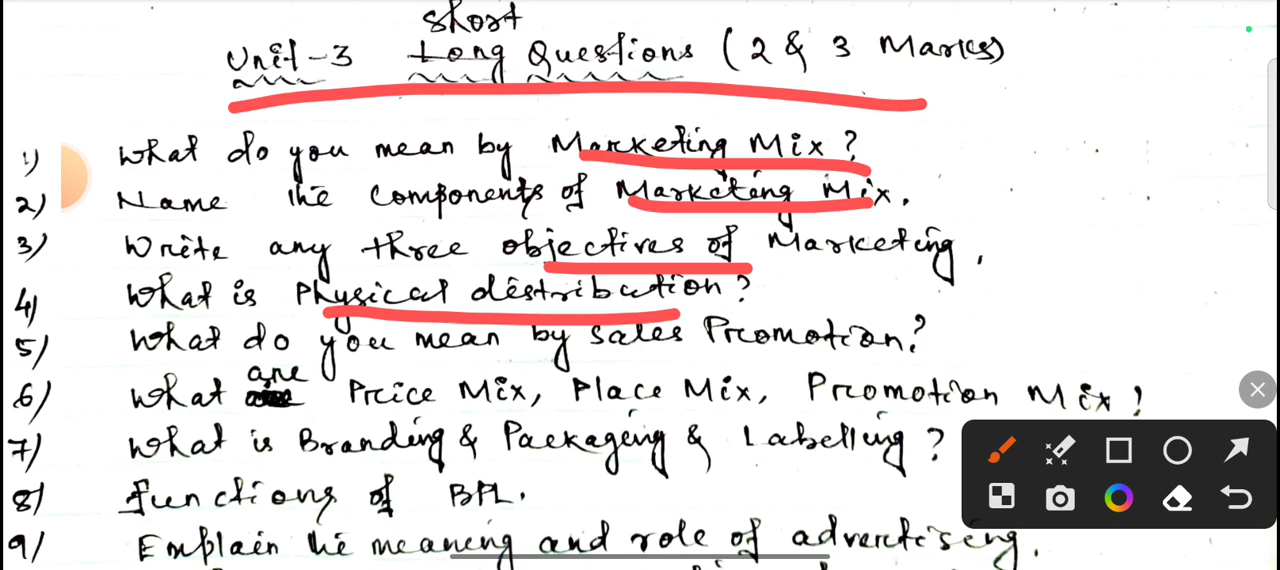 Short
Unit-3 Long Questions (2 & 3 Marks)
1) What do you mean by Marketing Mix?
2) Name the components of Marketing Mix.
3) Write any three objectives of Marketing.
4) What is Physical distribution?
5) What do you mean by Sales Promotion?
are
6) What Price Mix, Place Mix, Promotion Mix!
7) What is Branding & Packaging & Labelling?
8) functions of BPL.
9) Explain the meaning and role of advertising.